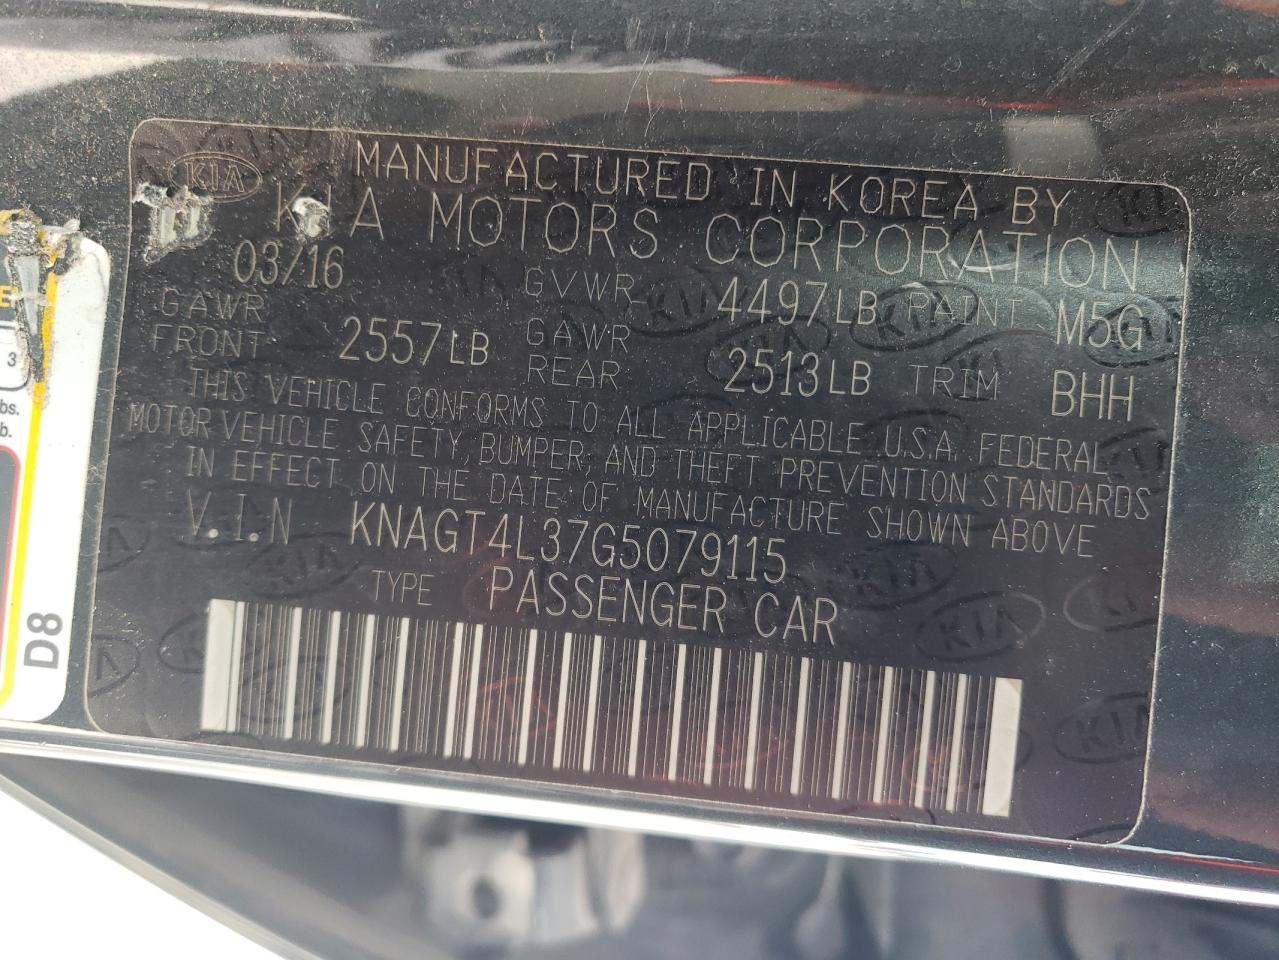 KIA
MANUFACTURED IN KOREA BY
KIA MOTORS CORPORATION
03/16 GVWR 4497LB PAINT M5G
GAWR FRONT 2557LB GAWR REAR 2513LB TRIM BHH
THIS VEHICLE CONFORMS TO ALL APPLICABLE U.S.A. FEDERAL
MOTOR VEHICLE SAFETY, BUMPER, AND THEFT PREVENTION STANDARDS
IN EFFECT ON THE DATE OF MANUFACTURE SHOWN ABOVE.
V.I.N KNAGT4L37G5079115
TYPE PASSENGER CAR
E
3
bs.
b.
D8